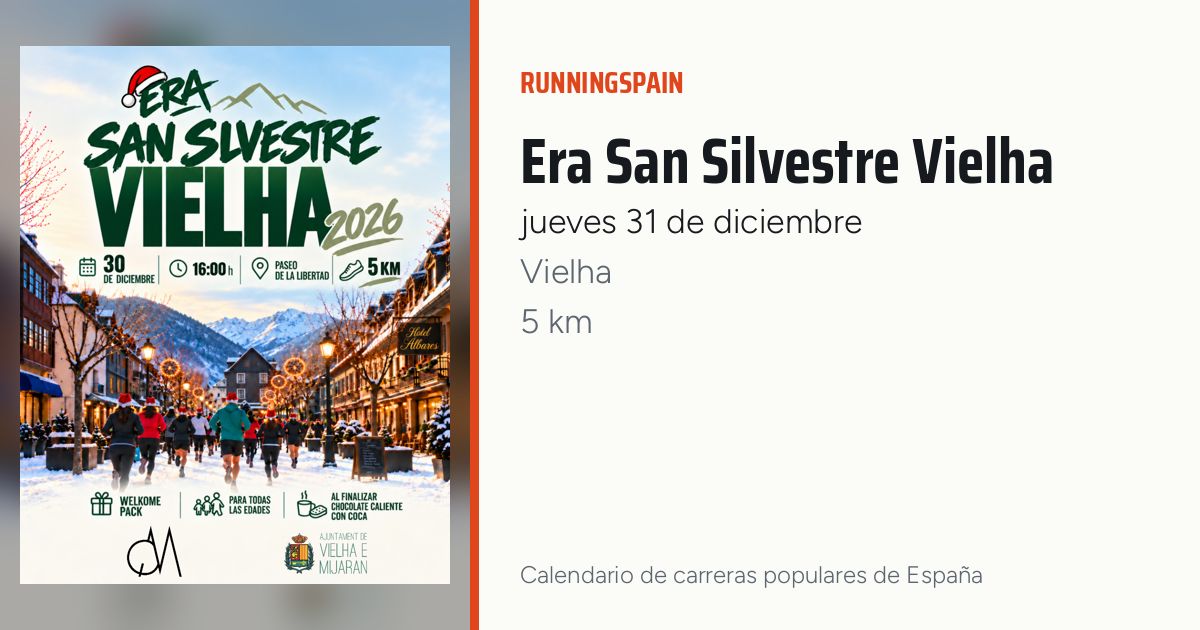 ERA
SAN SLVESTRE
VIELHA
2026
30
DE DICIEMBRE
16:00 h
PASEO
DE LA LIBERTAD
5 KM
Hotel
Albares
WELKOME
PACK
PARA TODAS
LAS EDADES
AL FINALIZAR
CHOCOLATE CALIENTE
CON COCA
AJUNTAMENT DE
VIELHA E
MIJARAN
RUNNINGSPAIN
Era San Silvestre Vielha
jueves 31 de diciembre
Vielha
5 km
Calendario de carreras populares de España